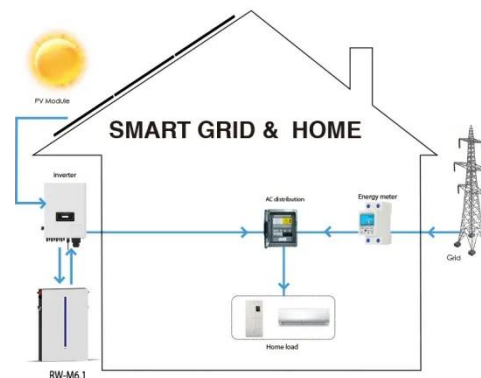 PV Module
SMART GRID & HOME
Inverter
AC distribution
Energy meter
Grid
Home load
RW-M6.1